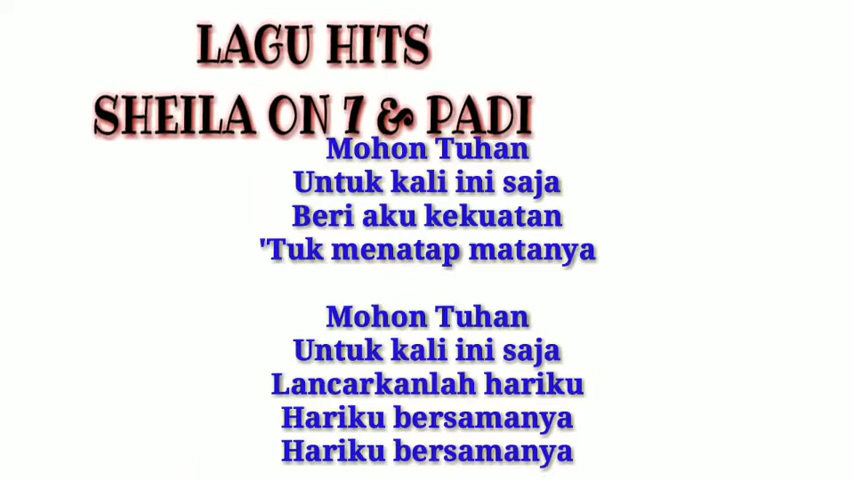 LAGU HITS
SHEILA ON 7 & PADI
Mohon Tuhan
Untuk kali ini saja
Beri aku kekuatan
'Tuk menatap matanya
Mohon Tuhan
Untuk kali ini saja
Lancarkanlah hariku
Hariku bersamanya
Hariku bersamanya